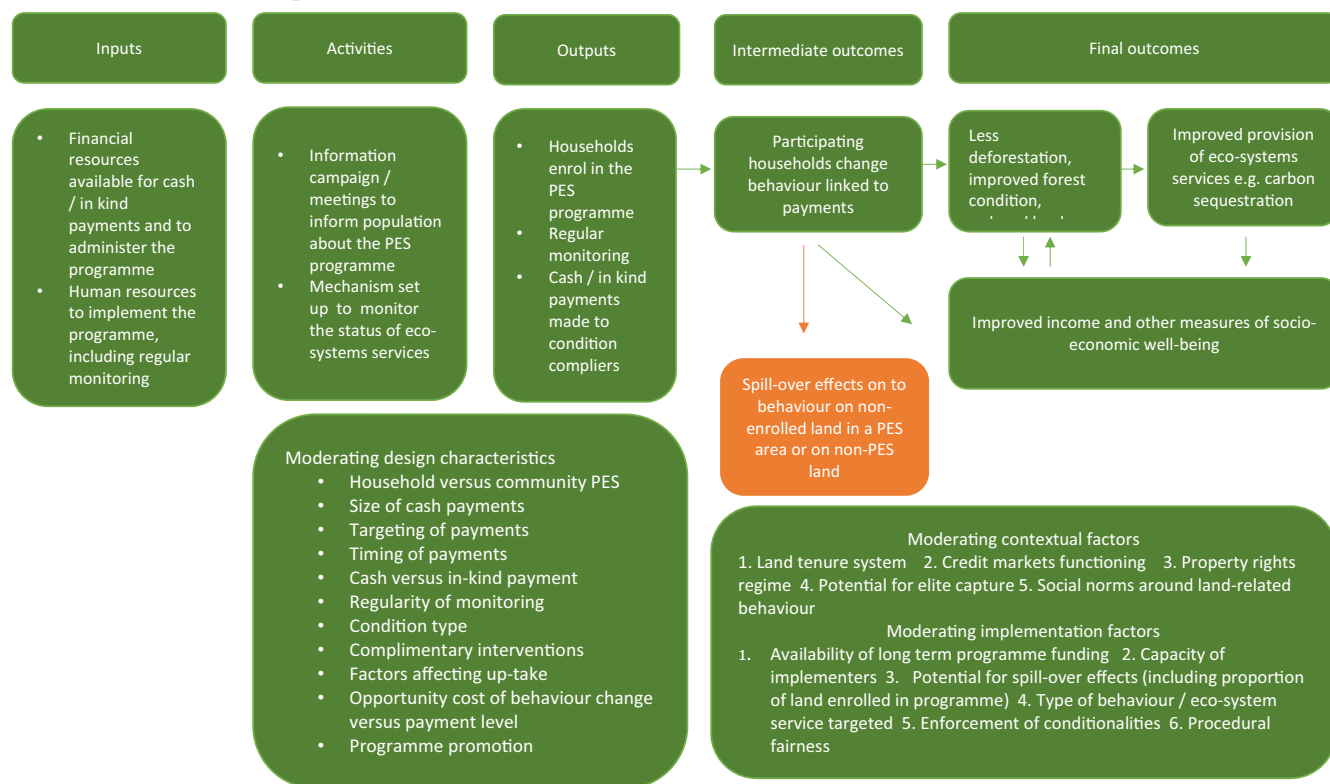 Inputs
Activities
Outputs
Intermediate outcomes
Final outcomes
• Financial
resources
available for cash
/ in kind
payments and to
administer the
programme
• Human resources
to implement the
programme,
including regular
monitoring
• Information
campaign /
meetings to
inform population
about the PES
programme
• Mechanism set
up to monitor
the status of eco-
systems services
• Households
enrol in the
PES
programme
• Regular
monitoring
• Cash / in kind
payments
made to
condition
compliers
Participating
households change
behaviour linked to
payments
Less
deforestation,
improved forest
condition,
Improved provision
of eco-systems
services e.g. carbon
sequestration
Improved income and other measures of socio-
economic well-being
Spill-over effects on to
behaviour on non-
enrolled land in a PES
area or on non-PES
land
Moderating design characteristics
• Household versus community PES
• Size of cash payments
• Targeting of payments
• Timing of payments
• Cash versus in-kind payment
• Regularity of monitoring
• Condition type
• Complimentary interventions
• Factors affecting up-take
• Opportunity cost of behaviour change
versus payment level
• Programme promotion
Moderating contextual factors
1. Land tenure system 2. Credit markets functioning 3. Property rights
regime 4. Potential for elite capture 5. Social norms around land-related
behaviour
Moderating implementation factors
1. Availability of long term programme funding 2. Capacity of
implementers 3. Potential for spill-over effects (including proportion
of land enrolled in programme) 4. Type of behaviour / eco-system
service targeted 5. Enforcement of conditionalities 6. Procedural
fairness